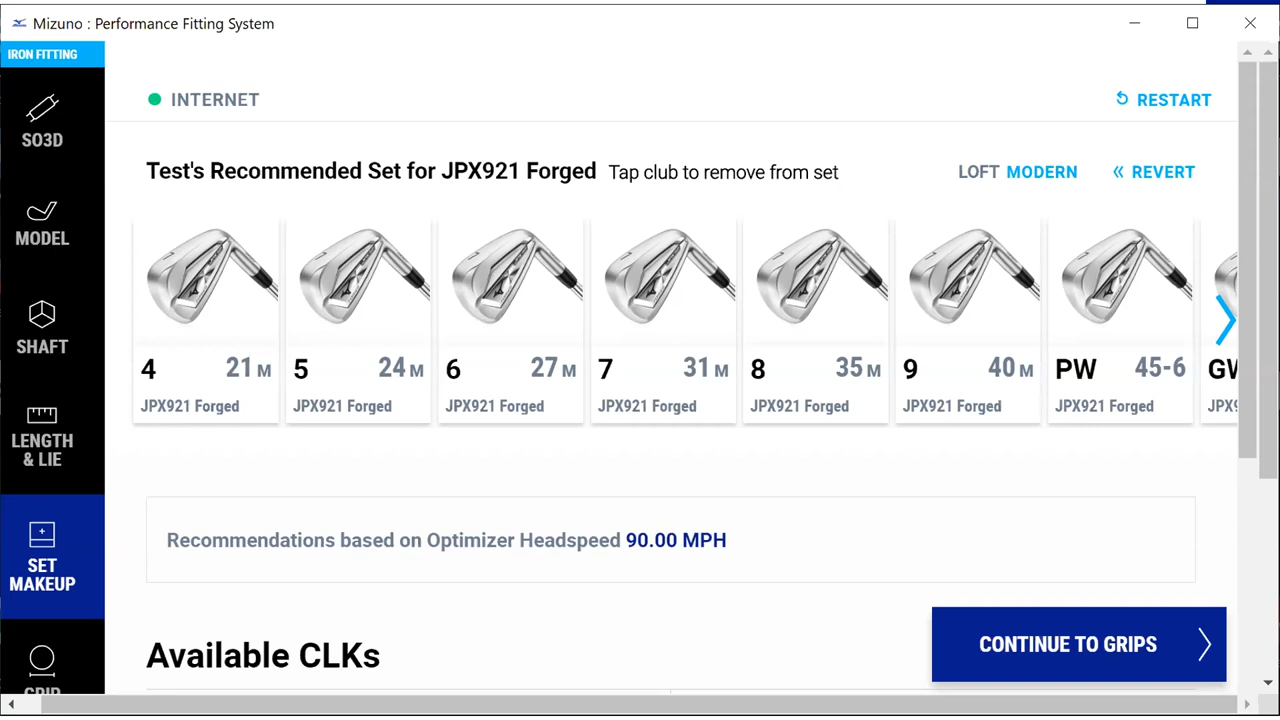 Mizuno : Performance Fitting System
IRON FITTING
SO3D
MODEL
SHAFT
LENGTH
& LIE
SET
MAKEUP
GRIP
INTERNET
RESTART
Test's Recommended Set for JPX921 Forged Tap club to remove from set
LOFT MODERN
« REVERT
4 21 M
JPX921 Forged
5 24 M
JPX921 Forged
6 27 M
JPX921 Forged
7 31 M
JPX921 Forged
8 35 M
JPX921 Forged
9 40 M
JPX921 Forged
PW 45-6
JPX921 Forged
GW
JPX9
Recommendations based on Optimizer Headspeed 90.00 MPH
Available CLKs
CONTINUE TO GRIPS